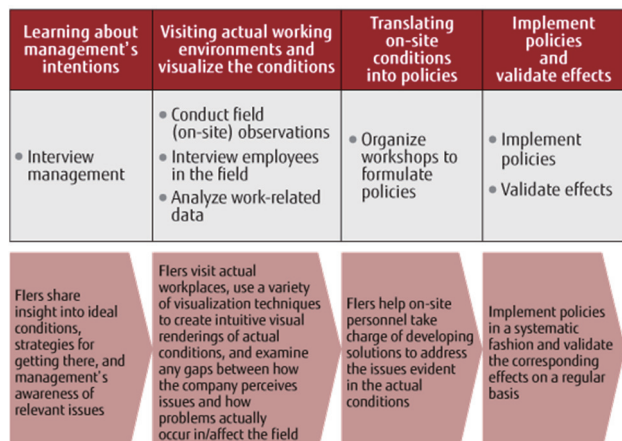 Learning about
management's
intentions
Visiting actual working
environments and
visualize the conditions
Translating
on-site
conditions
into policies
Implement
policies
and
validate effects
• Interview
management
• Conduct field
(on-site) observations
• Interview employees
in the field
• Analyze work-related
data
• Organize
workshops to
formulate
policies
• Implement
policies
• Validate effects
FIers share
insight into ideal
conditions,
strategies for
getting there, and
management's
awareness of
relevant issues
FIers visit actual
workplaces, use a variety
of visualization techniques
to create intuitive visual
renderings of actual
conditions, and examine
any gaps between how
the company perceives
issues and how
problems actually
occur in/affect the field
FIers help on-site
personnel take
charge of developing
solutions to address
the issues evident
in the actual
conditions
Implement policies
in a systematic
fashion and validate
the corresponding
effects on a regular
basis